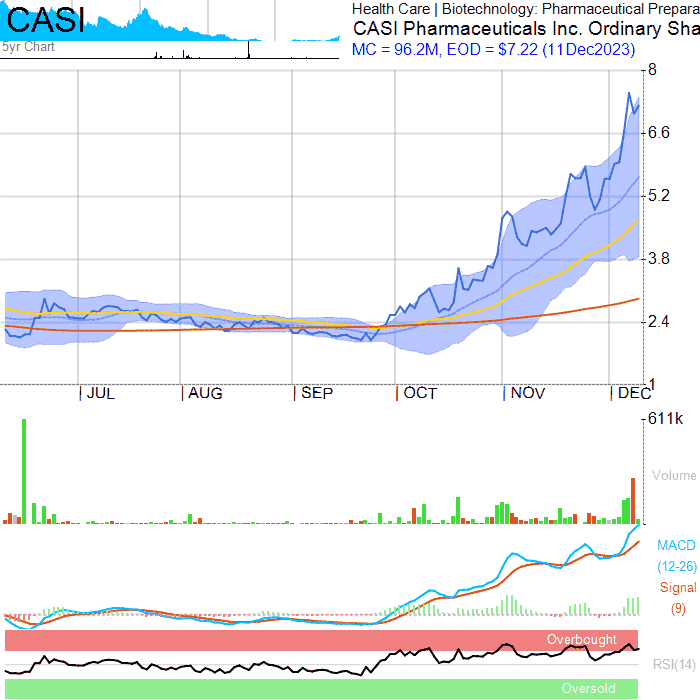 CASI
5yr Chart
Health Care | Biotechnology: Pharmaceutical Prepara
CASI Pharmaceuticals Inc. Ordinary Sha
MC = 96.2M, EOD = $7.22 (11Dec2023)
8
6.6
5.2
3.8
2.4
1
JUL AUG SEP OCT NOV DEC
611k
Volume
MACD
(12-26)
Signal
(9)
Overbought
RSI(14)
Oversold